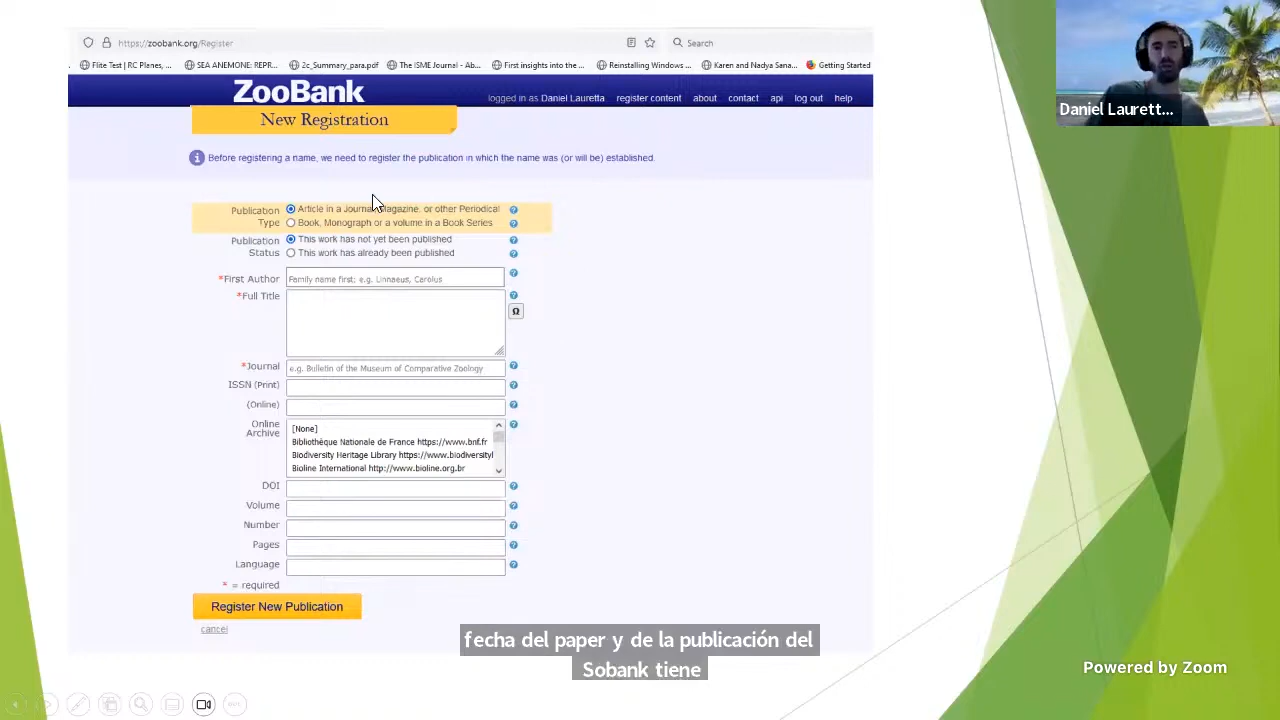 https://zoobank.org/Register
Search
Flite Test | RC Planes, ...
SEA ANEMONE: REPR...
2c_Summary_para.pdf
The ISME Journal - Ab...
First insights into the ...
Reinstalling Windows ...
Karen and Nadya Sana...
Getting Started
ZooBank
logged in as Daniel Lauretta
register content
about
contact
api
log out
help
New Registration
Before registering a name, we need to register the publication in which the name was (or will be) established.
Publication Type
Article in a Journal, Magazine, or other Periodical
Book, Monograph or a volume in a Book Series
Publication Status
This work has not yet been published
This work has already been published
*First Author
Family name first: e.g. Linnaeus, Carolus
*Full Title
Ω
*Journal
e.g. Bulletin of the Museum of Comparative Zoology
ISSN (Print)
(Online)
Online Archive
[None]
Bibliothèque Nationale de France https://www.bnf.fr
Biodiversity Heritage Library https://www.biodiversityl
Bioline International http://www.bioline.org.br
DOI
Volume
Number
Pages
Language
* = required
Register New Publication
cancel
Daniel Laurett...
fecha del paper y de la publicación del
Sobank tiene
Powered by Zoom